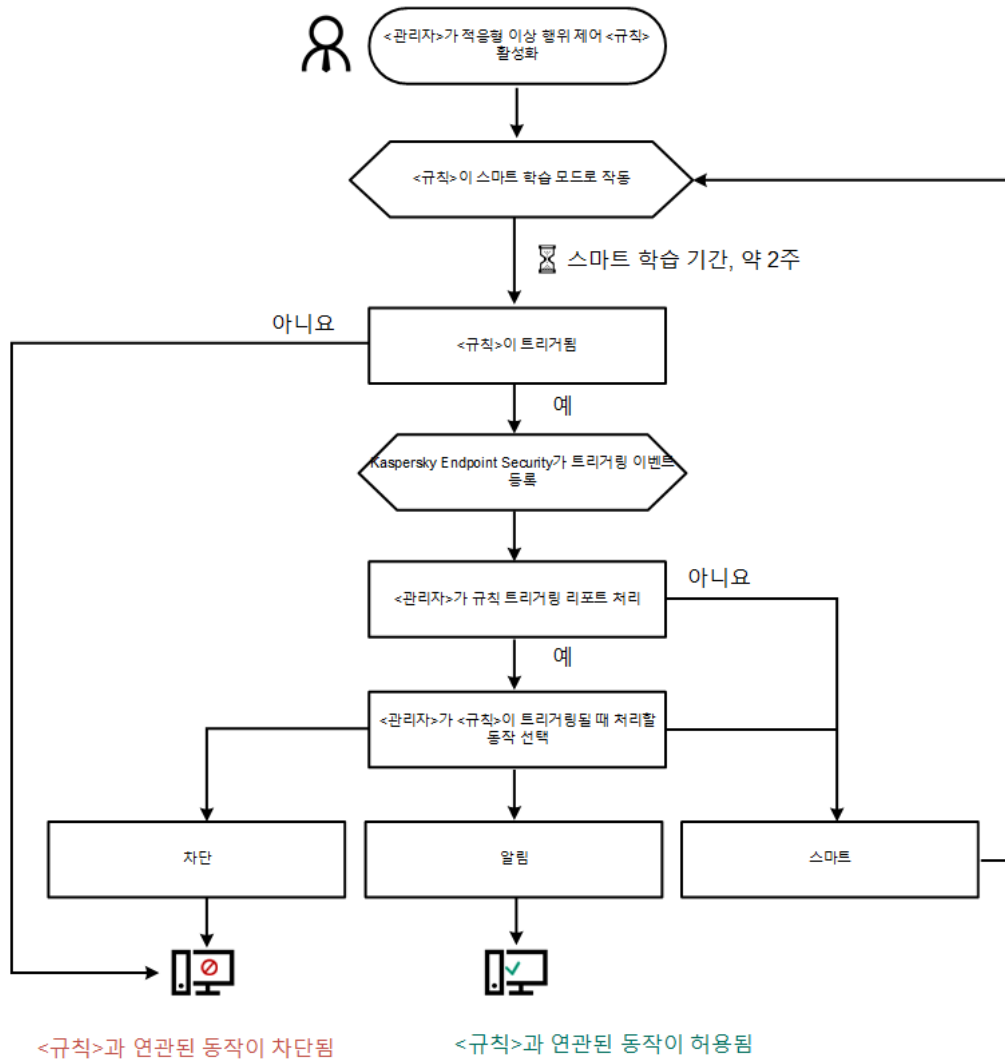 <관리자>가 적응형 이상 행위 제어 <규칙>
활성화
<규칙>이 스마트 학습 모드로 작동
스마트 학습 기간, 약 2주
아니요
<규칙>이 트리거됨
예
Kaspersky Endpoint Security가 트리거링 이벤트
등록
<관리자>가 규칙 트리거링 리포트 처리
아니요
예
<관리자>가 <규칙>이 트리거링될 때 처리할
동작 선택
차단
알림
스마트
<규칙>과 연관된 동작이 차단됨
<규칙>과 연관된 동작이 허용됨